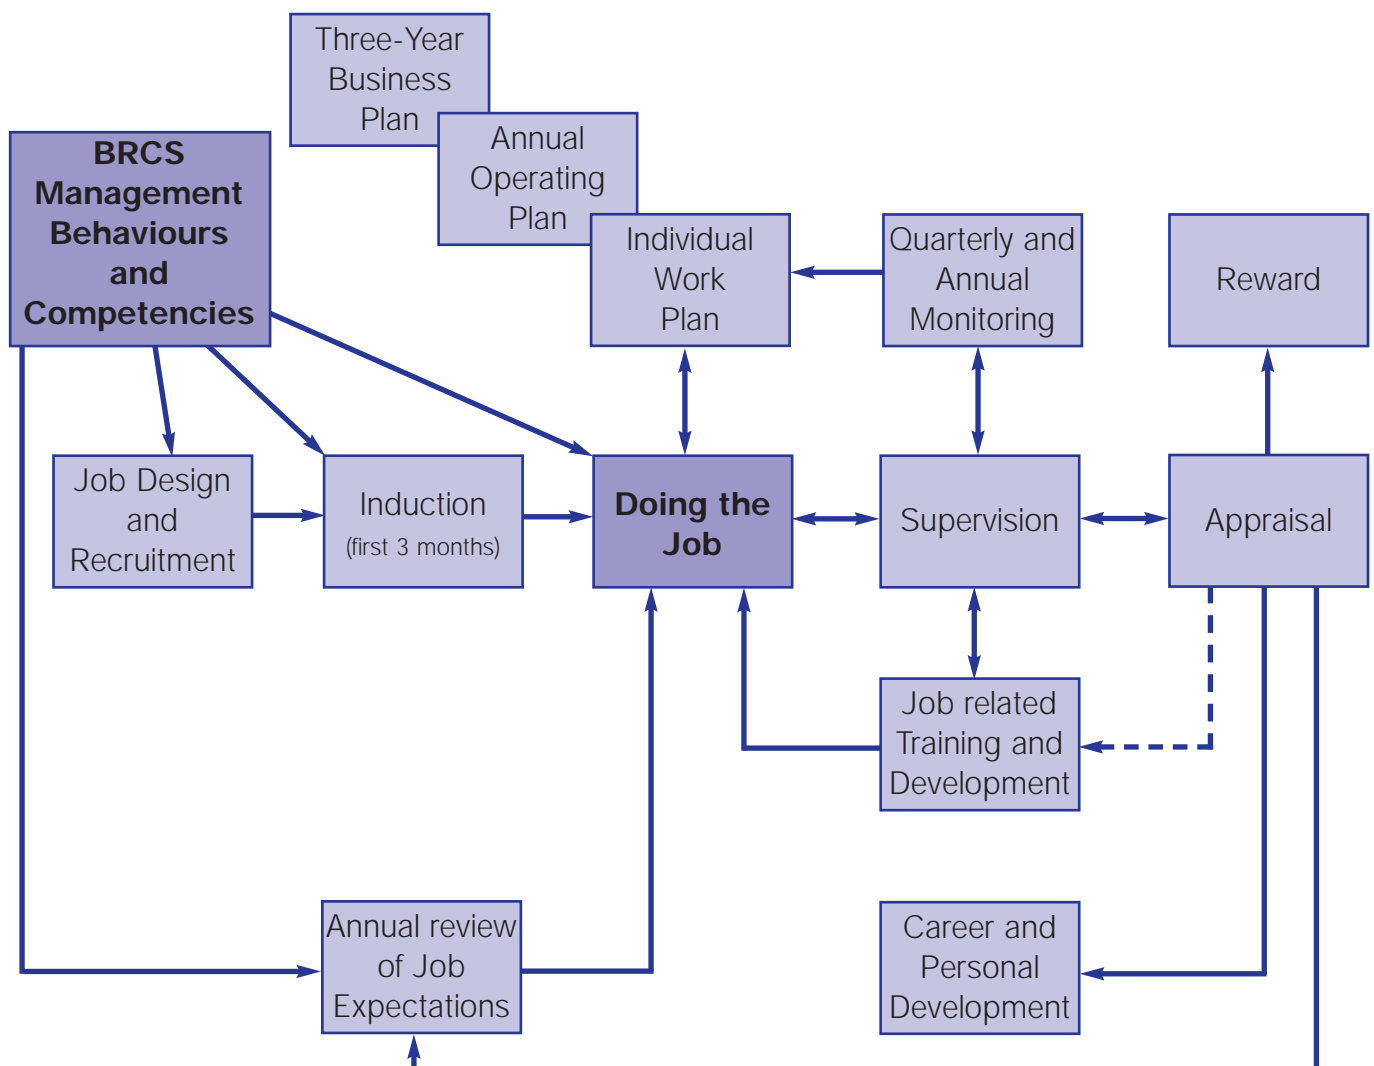 Three-Year
Business
Plan
Annual
Operating
Plan
BRCS
Management
Behaviours
and
Competencies
Individual
Work
Plan
Quarterly and
Annual
Monitoring
Reward
Job Design
and
Recruitment
Induction
(first 3 months)
Doing the
Job
Supervision
Appraisal
Job related
Training and
Development
Annual review
of Job
Expectations
Career and
Personal
Development